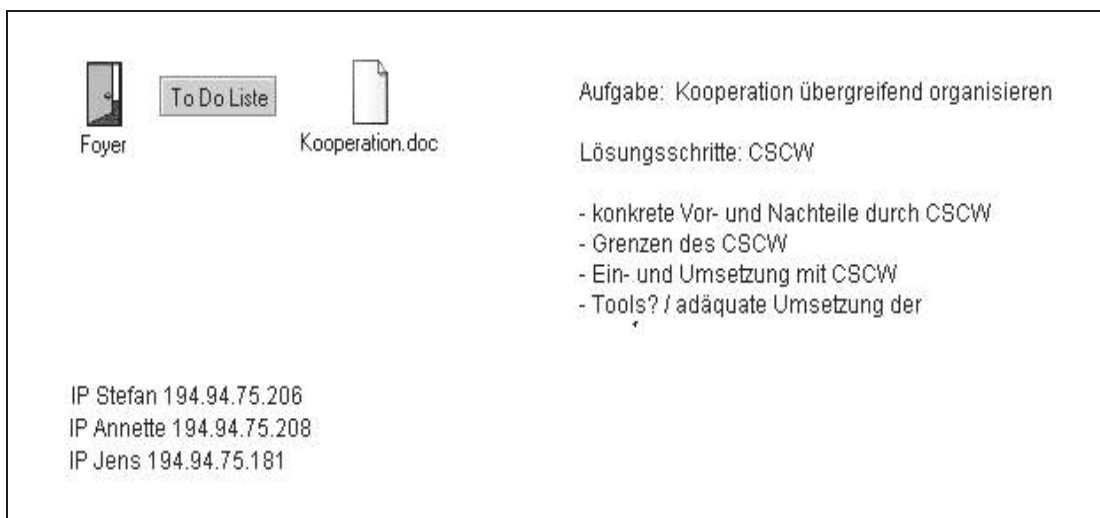 Foyer
To Do Liste
Kooperation.doc
Aufgabe: Kooperation übergreifend organisieren
Lösungsschritte: CSCW
- konkrete Vor- und Nachteile durch CSCW
- Grenzen des CSCW
- Ein- und Umsetzung mit CSCW
- Tools? / adäquate Umsetzung der
IP Stefan 194.94.75.206
IP Annette 194.94.75.208
IP Jens 194.94.75.181